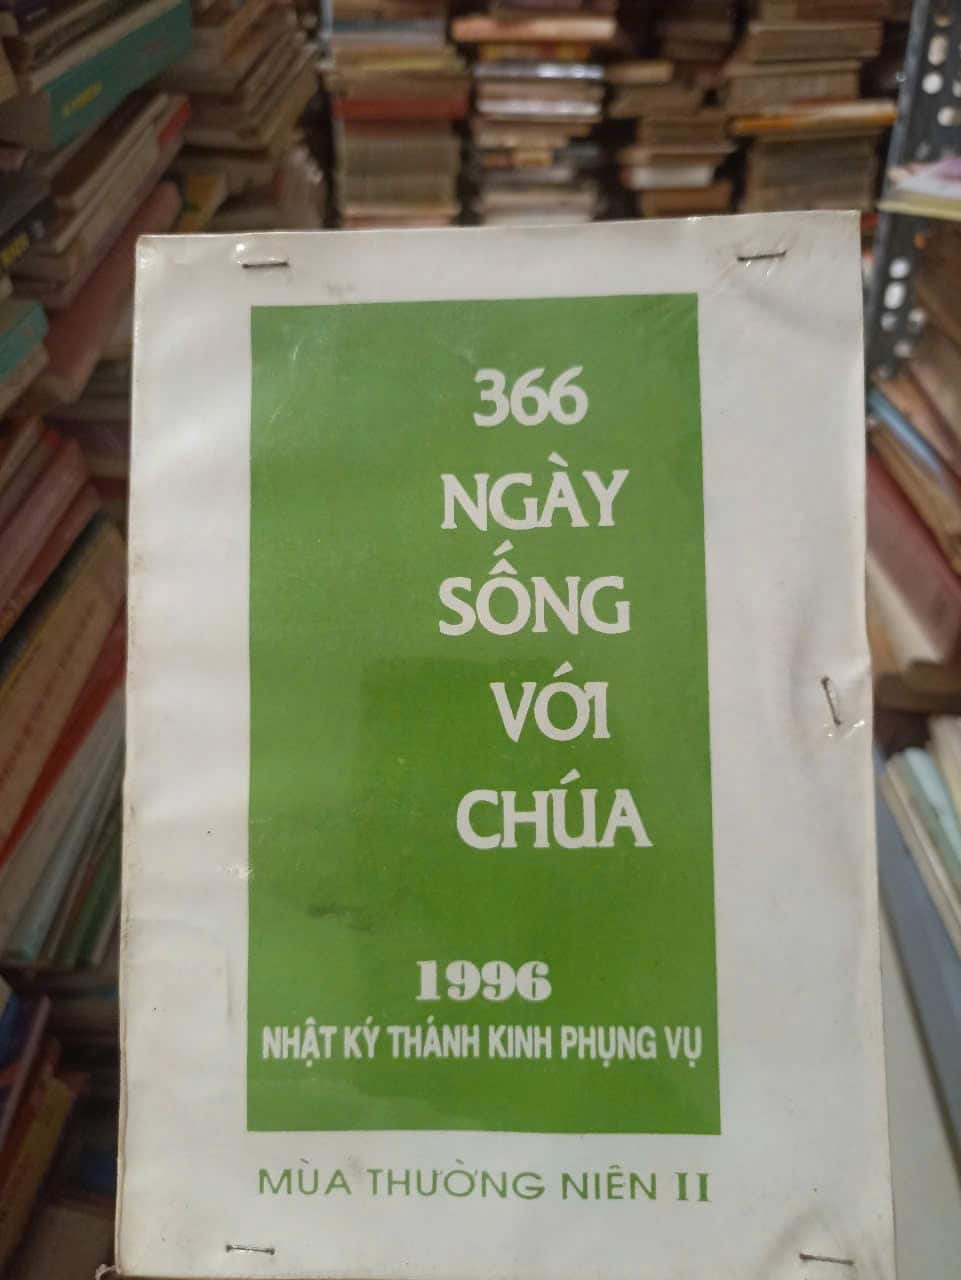 366
NGÀY
SỐNG
VỚI
CHÚA
1996
NHẬT KÝ THÁNH KINH PHỤNG VỤ
MÙA THƯỜNG NIÊN II